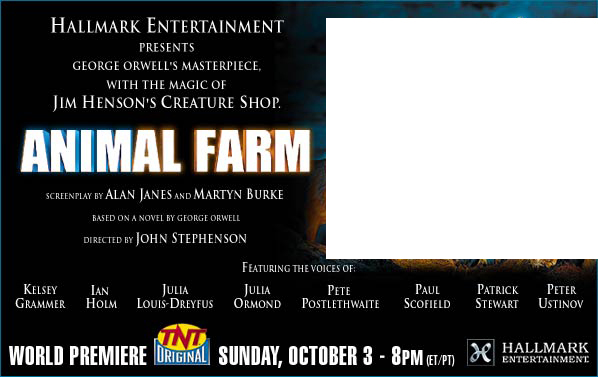 HALLMARK ENTERTAINMENT
PRESENTS
GEORGE ORWELL'S MASTERPIECE,
WITH THE MAGIC OF
JIM HENSON'S CREATURE SHOP.
ANIMAL FARM
SCREENPLAY BY ALAN JANES AND MARTYN BURKE
BASED ON A NOVEL BY GEORGE ORWELL
DIRECTED BY JOHN STEPHENSON
FEATURING THE VOICES OF:
KELSEY GRAMMER
IAN HOLM
JULIA LOUIS-DREYFUS
JULIA ORMOND
PETE POSTLETHWAITE
PAUL SCOFIELD
PATRICK STEWART
PETER USTINOV
WORLD PREMIERE TNT ORIGINAL SUNDAY, OCTOBER 3 - 8PM (ET/PT)
HALLMARK
ENTERTAINMENT